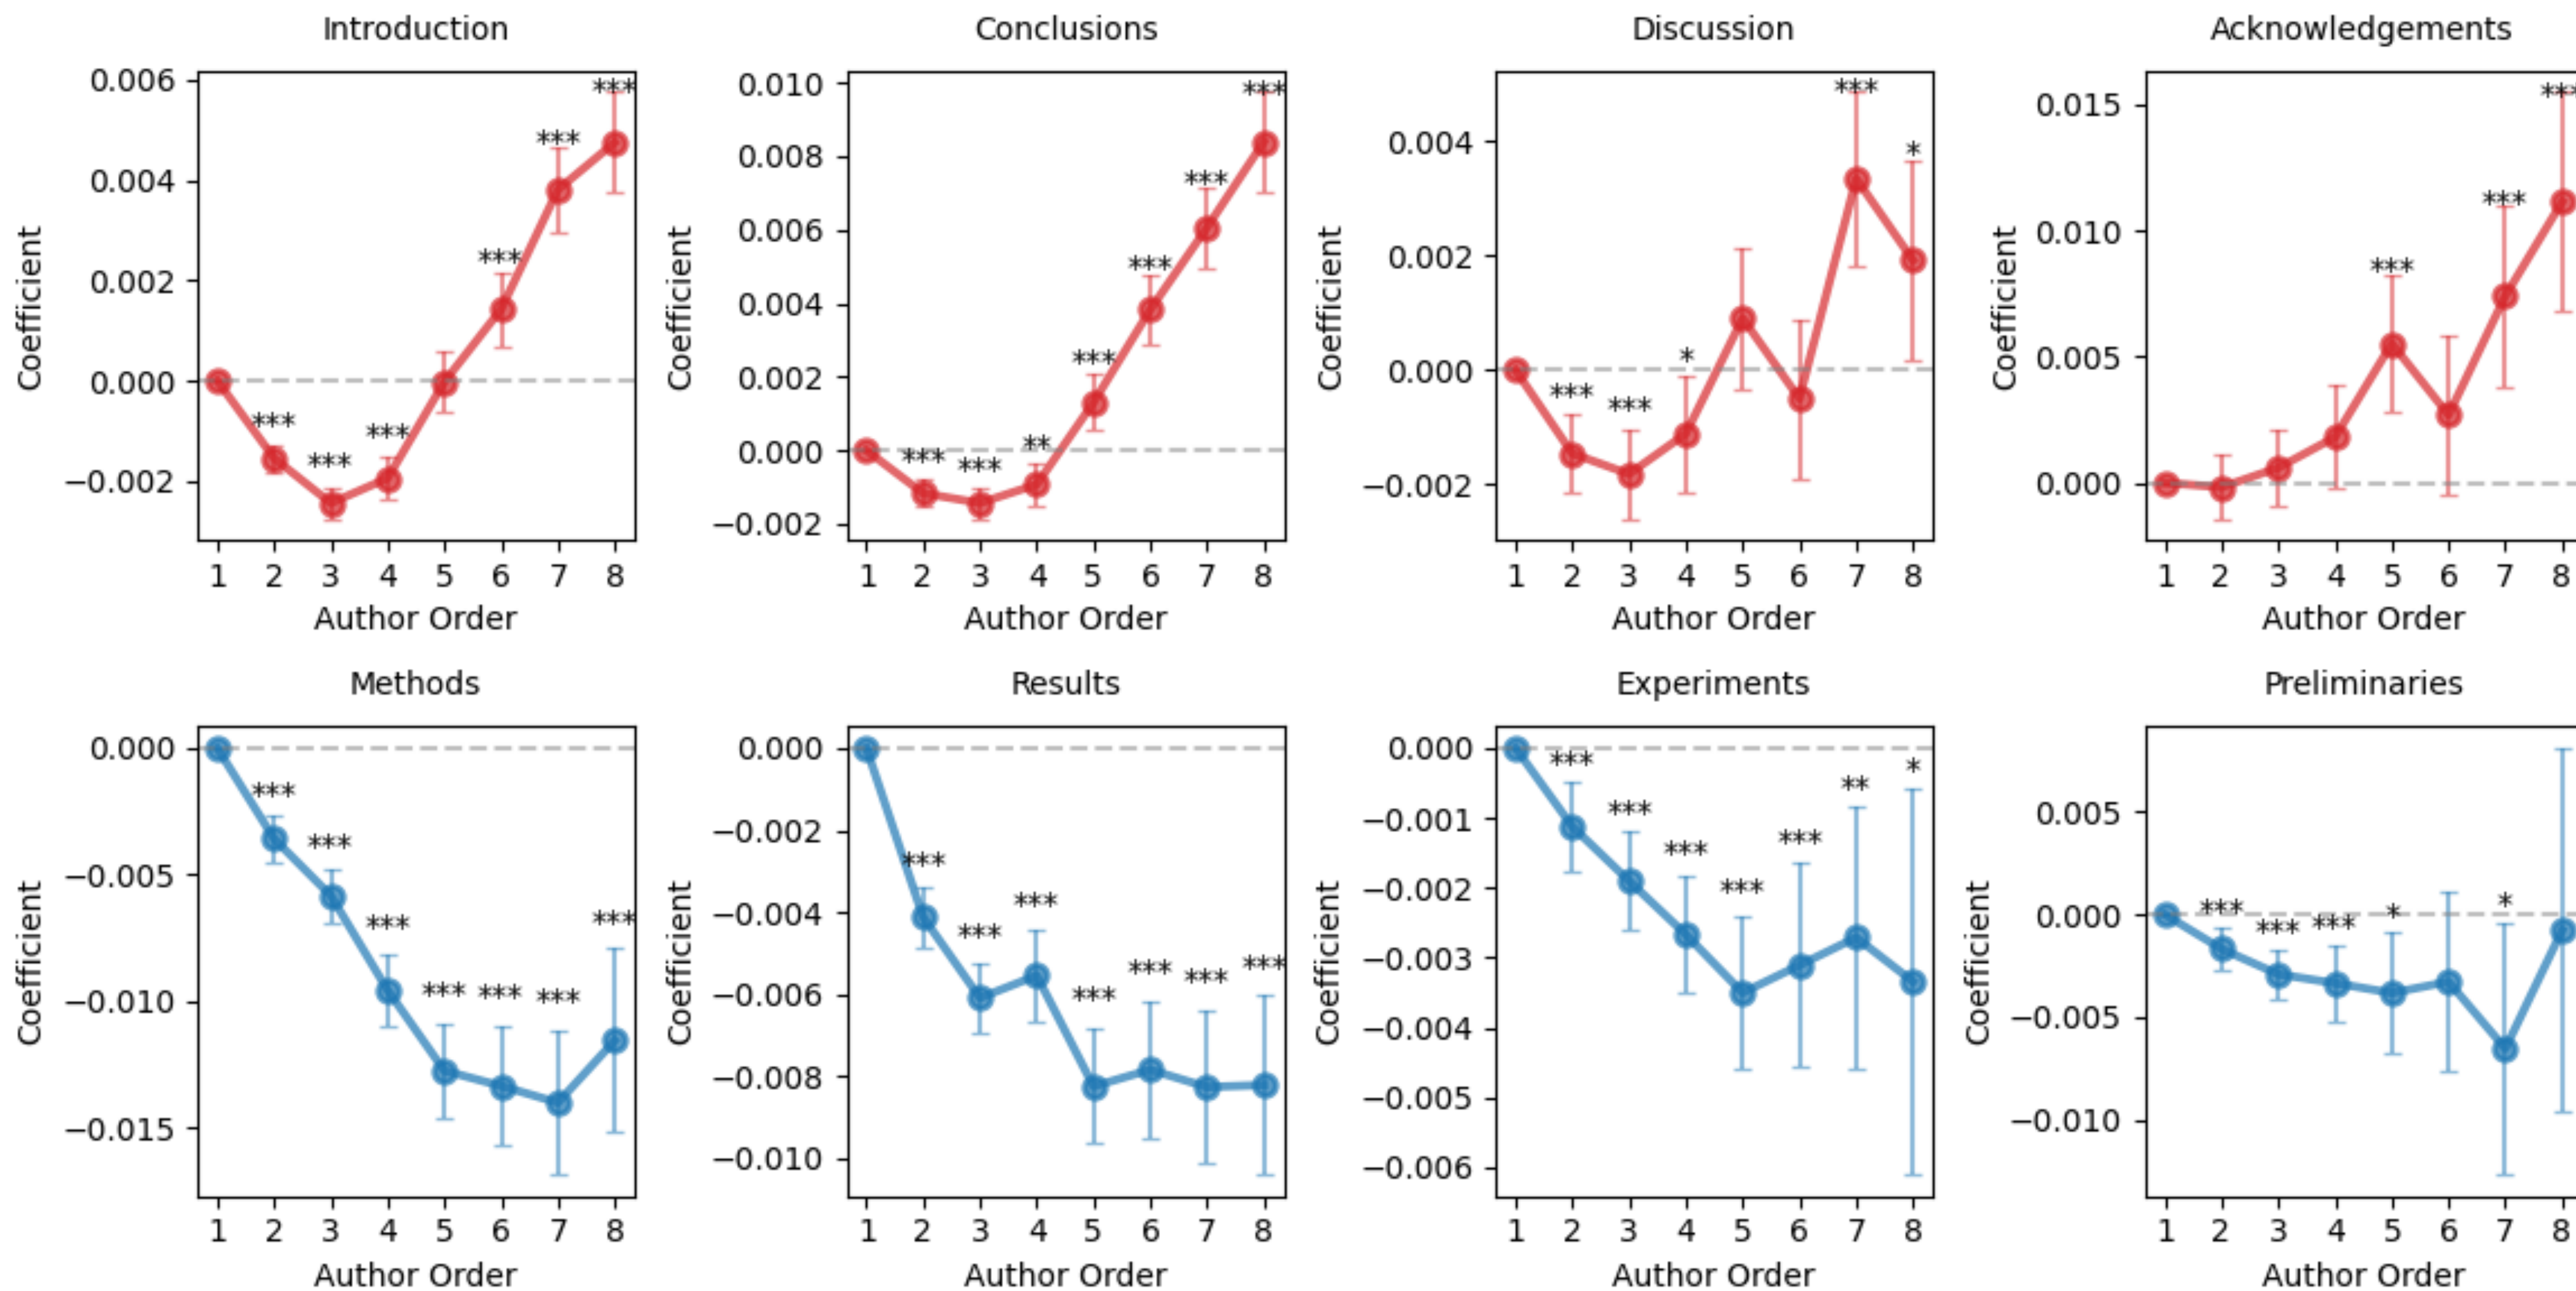 Introduction
Coefficient
0.006
0.004
0.002
0.000
−0.002
*** *** *** *** *** ***
1 2 3 4 5 6 7 8
Author Order
Conclusions
Coefficient
0.010
0.008
0.006
0.004
0.002
0.000
−0.002
*** *** ** *** *** *** ***
1 2 3 4 5 6 7 8
Author Order
Discussion
Coefficient
0.004
0.002
0.000
−0.002
*** *** * *** *
1 2 3 4 5 6 7 8
Author Order
Acknowledgements
Coefficient
0.015
0.010
0.005
0.000
*** *** ***
1 2 3 4 5 6 7 8
Author Order
Methods
Coefficient
0.000
−0.005
−0.010
−0.015
*** *** *** *** *** *** ***
1 2 3 4 5 6 7 8
Author Order
Results
Coefficient
0.000
−0.002
−0.004
−0.006
−0.008
−0.010
*** *** *** *** *** *** ***
1 2 3 4 5 6 7 8
Author Order
Experiments
Coefficient
0.000
−0.001
−0.002
−0.003
−0.004
−0.005
−0.006
*** *** *** *** *** ** *
1 2 3 4 5 6 7 8
Author Order
Preliminaries
Coefficient
0.005
0.000
−0.005
−0.010
*** *** *** * *
1 2 3 4 5 6 7 8
Author Order